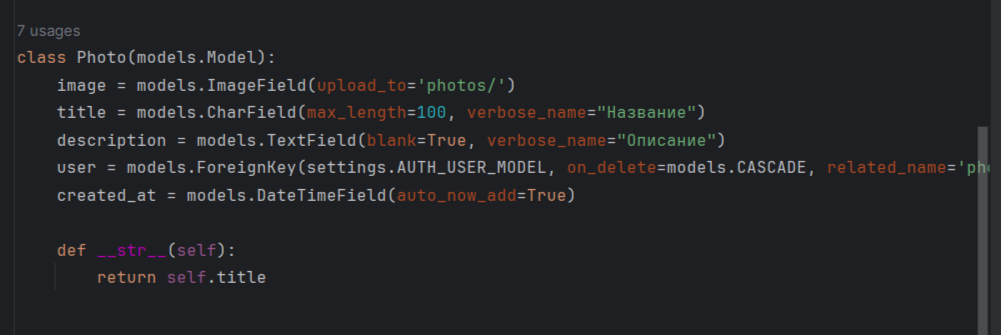 7 usages
class Photo(models.Model):
    image = models.ImageField(upload_to='photos/')
    title = models.CharField(max_length=100, verbose_name="Название")
    description = models.TextField(blank=True, verbose_name="Описание")
    user = models.ForeignKey(settings.AUTH_USER_MODEL, on_delete=models.CASCADE, related_name='
    created_at = models.DateTimeField(auto_now_add=True)
    def __str__(self):
        return self.title